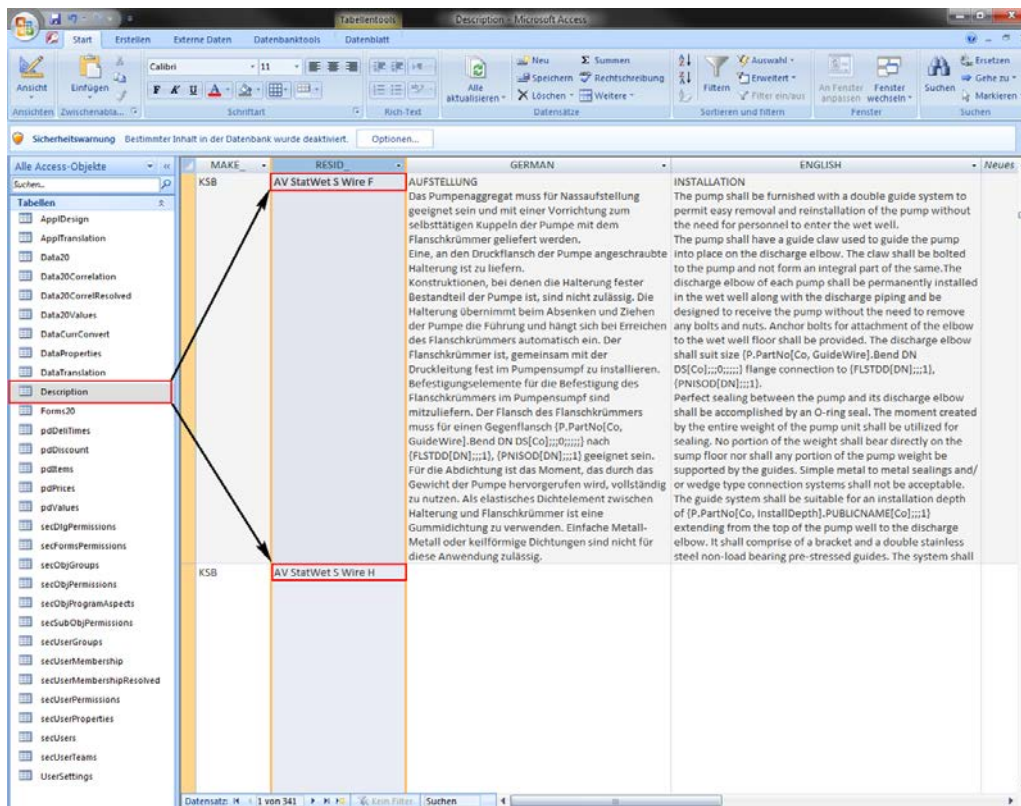 Tabellentools
Description - Microsoft Access
Start Erstellen Externe Daten Datenbanktools Datenblatt
Ansicht
Einfügen
Calibri 11
F K U
Alle aktualisieren
Neu
Speichern
Löschen
Summen
Rechtschreibung
Weitere
Filtern
Auswahl
Erweitert
Filter ein/aus
An Fenster anpassen
Fenster wechseln
Suchen
Ersetzen
Gehe zu
Markieren
Ansichten Zwischenabla... Schriftart Rich-Text Datensätze Sortieren und Filtern Fenster Suchen
Sicherheitswarnung Bestimmter Inhalt in der Datenbank wurde deaktiviert. Optionen...
Alle Access-Objekte
Suchen...
Tabellen
ApplDesign
ApplTranslation
Data20
Data20Correlation
Data20CorrelResolved
Data20Values
DataCurrConvert
DataProperties
DataTranslation
Description
Forms20
pdDeliTimes
pdDiscount
pdItems
pdPrices
pdValues
secDlgPermissions
secFormsPermissions
secObjGroups
secObjPermissions
secObjProgramAspects
secSubObjPermissions
secUserGroups
secUserMembership
secUserMembershipResolved
secUserPermissions
secUserProperties
secUsers
secUserTeams
UserSettings
MAKE_ RESID_ GERMAN ENGLISH Neues
KSB
AV StatWet S Wire F
AUFSTELLUNG
Das Pumpenaggregat muss für Nassaufstellung
geeignet sein und mit einer Vorrichtung zum
selbsttätigen Kuppeln der Pumpe mit dem
Flanschkrümmer geliefert werden.
Eine, an den Druckflansch der Pumpe angeschraubte
Halterung ist zu liefern.
Konstruktionen, bei denen die Halterung fester
Bestandteil der Pumpe ist, sind nicht zulässig. Die
Halterung übernimmt beim Absenken und Ziehen
der Pumpe die Führung und hängt sich bei Erreichen
des Flanschkrümmers automatisch ein. Der
Flanschkrümmer ist, gemeinsam mit der
Druckleitung fest im Pumpensumpf zu installieren.
Befestigungselemente für die Befestigung des
Flanschkrümmers im Pumpensumpf sind
mitzuliefern. Der Flansch des Flanschkrümmers
muss für einen Gegenflansch {P.PartNo[Co,
GuideWire].Bend DN DS[Co];;;0;;;;;} nach
{FLSTDD[DN];;;1}, {PNISOD[DN];;;1} geeignet sein.
Für die Abdichtung ist das Moment, das durch das
Gewicht der Pumpe hervorgerufen wird, vollständig
zu nutzen. Als elastisches Dichtelement zwischen
Halterung und Flanschkrümmer ist eine
Gummidichtung zu verwenden. Einfache Metall-
Metall oder keilförmige Dichtungen sind nicht für
diese Anwendung zulässig.
INSTALLATION
The pump shall be furnished with a double guide system to
permit easy removal and reinstallation of the pump without
the need for personnel to enter the wet well.
The pump shall have a guide claw used to guide the pump
into place on the discharge elbow. The claw shall be bolted
to the pump and not form an integral part of the same.The
discharge elbow of each pump shall be permanently installed
in the wet well along with the discharge piping and be
designed to receive the pump without the need to remove
any bolts and nuts. Anchor bolts for attachment of the elbow
to the wet well floor shall be provided. The discharge elbow
shall suit size {P.PartNo[Co, GuideWire].Bend DN
DS[Co];;;0;;;;;} flange connection to {FLSTDD[DN];;;1},
{PNISOD[DN];;;1}.
Perfect sealing between the pump and its discharge elbow
shall be accomplished by an O-ring seal. The moment created
by the entire weight of the pump unit shall be utilized for
sealing. No portion of the weight shall bear directly on the
sump floor nor shall any portion of the pump weight be
supported by the guides. Simple metal to metal sealings and/
or wedge type connection systems shall not be acceptable.
The guide system shall be suitable for an installation depth
of {P.PartNo[Co, InstallDepth].PUBLICNAME[Co];;;1}
extending from the top of the pump well to the discharge
elbow. It shall comprise of a bracket and a double stainless
steel non-load bearing pre-stressed guides. The system shall
KSB
AV StatWet S Wire H
Datensatz: 1 von 341 Kein Filter Suchen